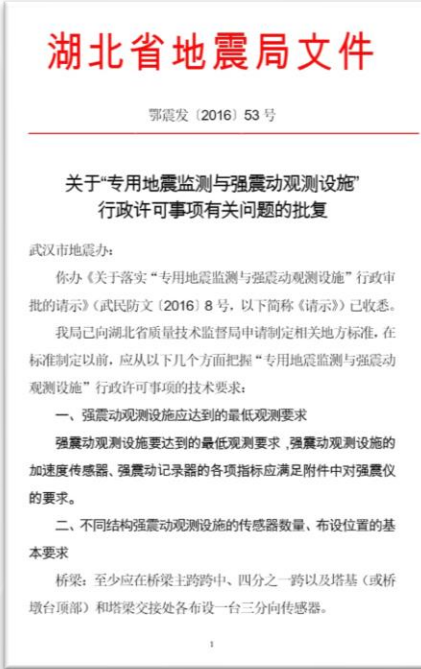 湖北省地震局文件
鄂震发〔2016〕53 号
关于“专用地震监测与强震动观测设施”
行政许可事项有关问题的批复
武汉市地震办:
你办《关于落实“专用地震监测与强震动观测设施”行政审
批的请示》(武民防文〔2016〕8 号，以下简称《请示》)已收悉。
我局已向湖北省质量技术监督局申请制定相关地方标准，在
标准制定以前，应从以下几个方面把握“专用地震监测与强震动
观测设施”行政许可事项的技术要求:
一、强震动观测设施应达到的最低观测要求
强震动观测设施要达到的最低观测要求,强震动观测设施的
加速度传感器、强震动记录器的各项指标应满足附件中对强震仪
的要求。
二、不同结构强震动观测设施的传感器数量、布设位置的基
本要求
桥梁: 至少应在桥梁主跨跨中、四分之一跨以及塔基(或桥
墩台顶部)和塔梁交接处各布设一台三分向传感器。
1